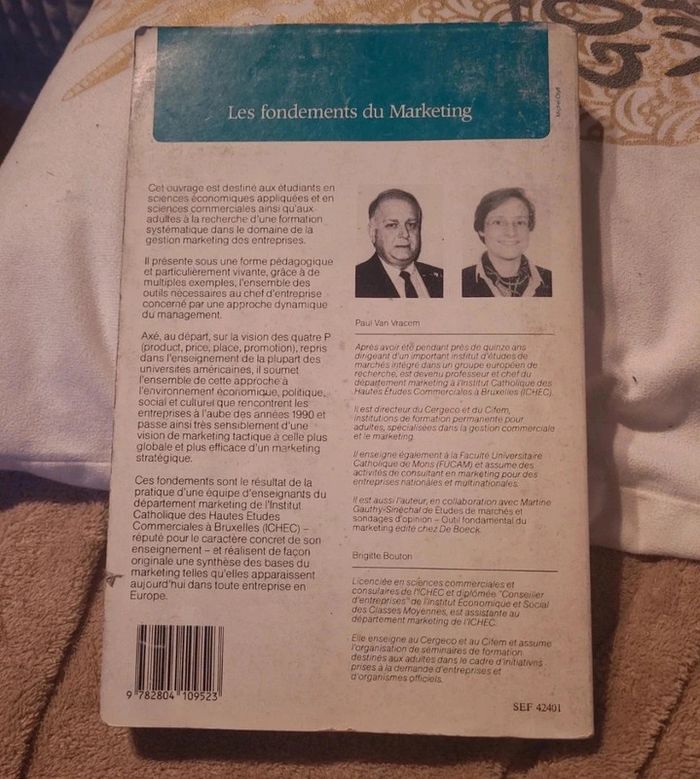 Les fondements du Marketing
Cet ouvrage est destiné aux étudiants en
sciences économiques appliquées et en
sciences commerciales ainsi qu'aux
adultes à la recherche d'une formation
systématique dans le domaine de la
gestion marketing des entreprises.
Il présente sous une forme pédagogique
et particulièrement vivante, grâce à de
multiples exemples, l'ensemble des
outils nécessaires au chef d'entreprise
concerné par une approche dynamique
du management.
Axé, au départ, sur la vision des quatre P
(product, price, place, promotion), repris
dans l'enseignement de la plupart des
universités américaines, il soumet
l'ensemble de cette approche à
l'environnement économique, politique,
social et culturel que rencontrent les
entreprises à l'aube des années 1990 et
passe ainsi très sensiblement d'une
vision de marketing tactique à celle plus
globale et plus efficace d'un marketing
stratégique.
Ces fondements sont le résultat de la
pratique d'une équipe d'enseignants du
département marketing de l'Institut
Catholique des Hautes Etudes
Commerciales à Bruxelles (ICHEC) –
réputé pour le caractère concret de son
enseignement – et réalisent de façon
originale une synthèse des bases du
marketing telles qu'elles apparaissent
aujourd'hui dans toute entreprise en
Europe.
9 782804 109523
Paul Van Vracem
Après avoir été pendant près de quinze ans
dirigeant d'un important institut d'études de
marchés intégré dans un groupe européen de
recherche, est devenu professeur et chef du
département marketing à l'Institut Catholique des
Hautes Etudes Commerciales à Bruxelles (ICHEC).
Il est directeur du Cergeco et du Cifem,
institutions de formation permanente pour
adultes, spécialisées dans la gestion commerciale
et le marketing.
Il enseigne également à la Faculté Universitaire
Catholique de Mons (FUCAM) et assume des
activités de consultant en marketing pour des
entreprises nationales et multinationales.
Il est aussi l'auteur, en collaboration avec Martine
Gauthy-Sinéchal de Etudes de marchés et
sondages d'opinion – Outil fondamental du
marketing édité chez De Boeck.
Brigitte Bouton
Licenciée en sciences commerciales et
consulaires de l'ICHEC et diplômée "Conseiller
d'entreprises" de l'Institut Economique et Social
des Classes Moyennes, est assistante au
département marketing de l'ICHEC.
Elle enseigne au Cergeco et au Cifem et assume
l'organisation de séminaires de formation
destinés aux adultes dans le cadre d'initiatives
prises à la demande d'entreprises et
d'organismes officiels.
SEF 42401